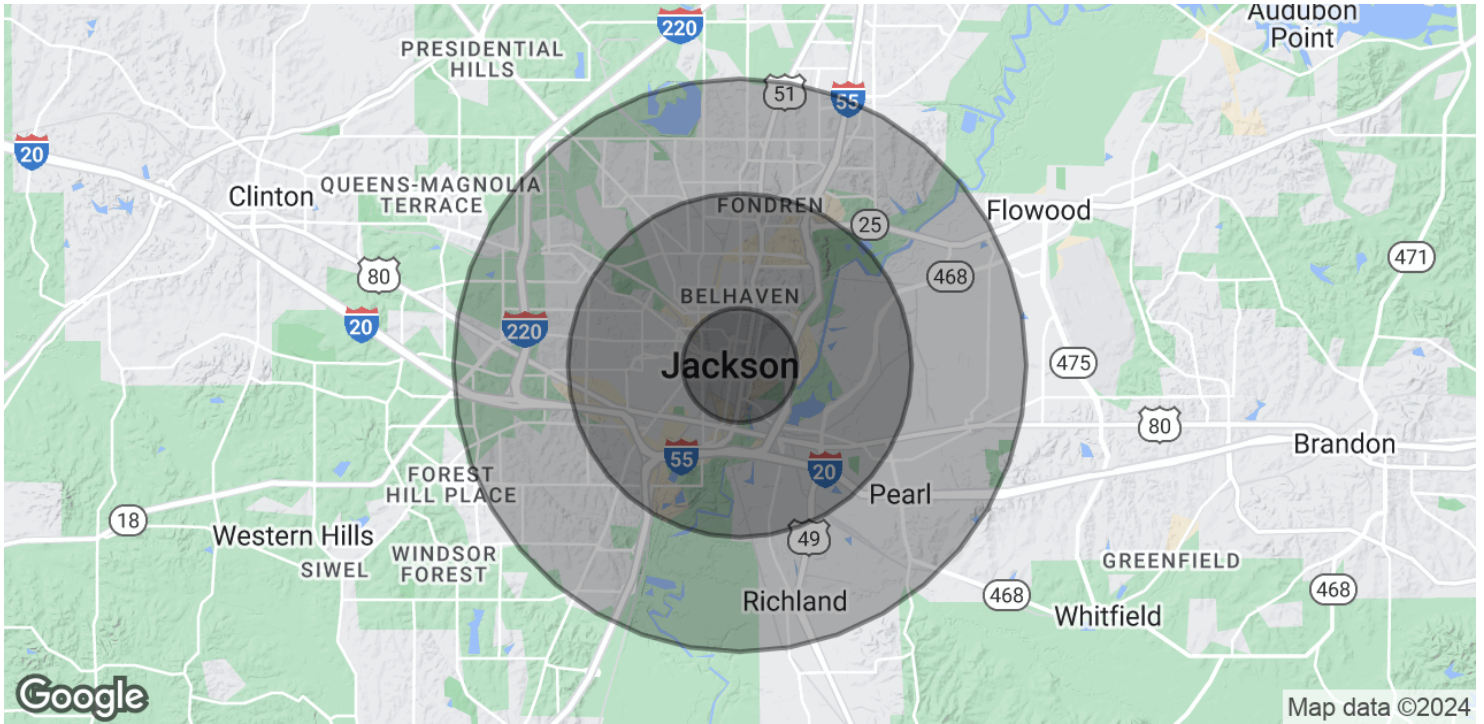 Audubon
Point
220
PRESIDENTIAL
HILLS
51
55
20
Clinton
QUEENS-MAGNOLIA
TERRACE
FONDREN
Flowood
25
471
80
468
BELHAVEN
20
220
Jackson
475
80
Brandon
55
20
FOREST
HILL PLACE
Pearl
18
Western Hills
49
WINDSOR
FOREST
SIWEL
GREENFIELD
468
468
Richland
Whitfield
Google
Map data ©2024